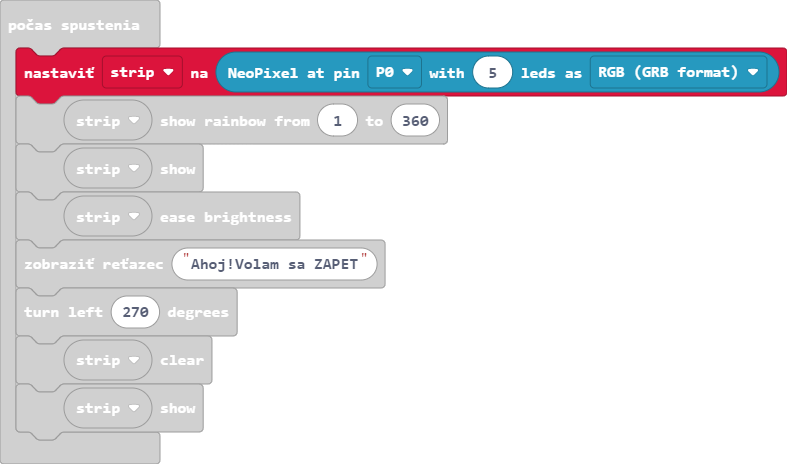 počas spustenia
nastaviť strip na NeoPixel at pin P0 with 5 leds as RGB (GRB format)
strip show rainbow from 1 to 360
strip show
strip ease brightness
zobraziť reťazec "Ahoj!Volam sa ZAPET"
turn left 270 degrees
strip clear
strip show